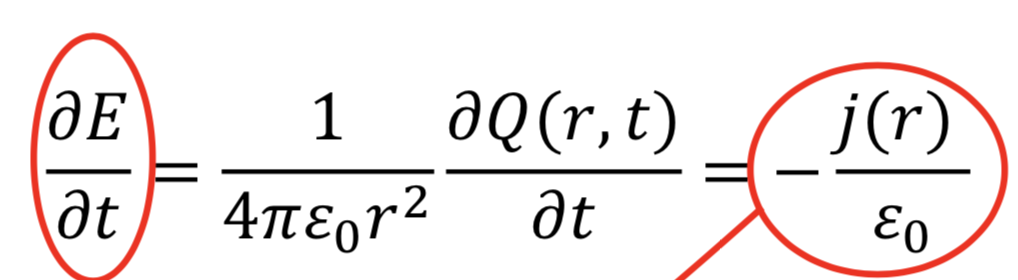 ∂E/∂t = 1/(4πε₀r²) ∂Q(r, t)/∂t = − j(r)/ε₀